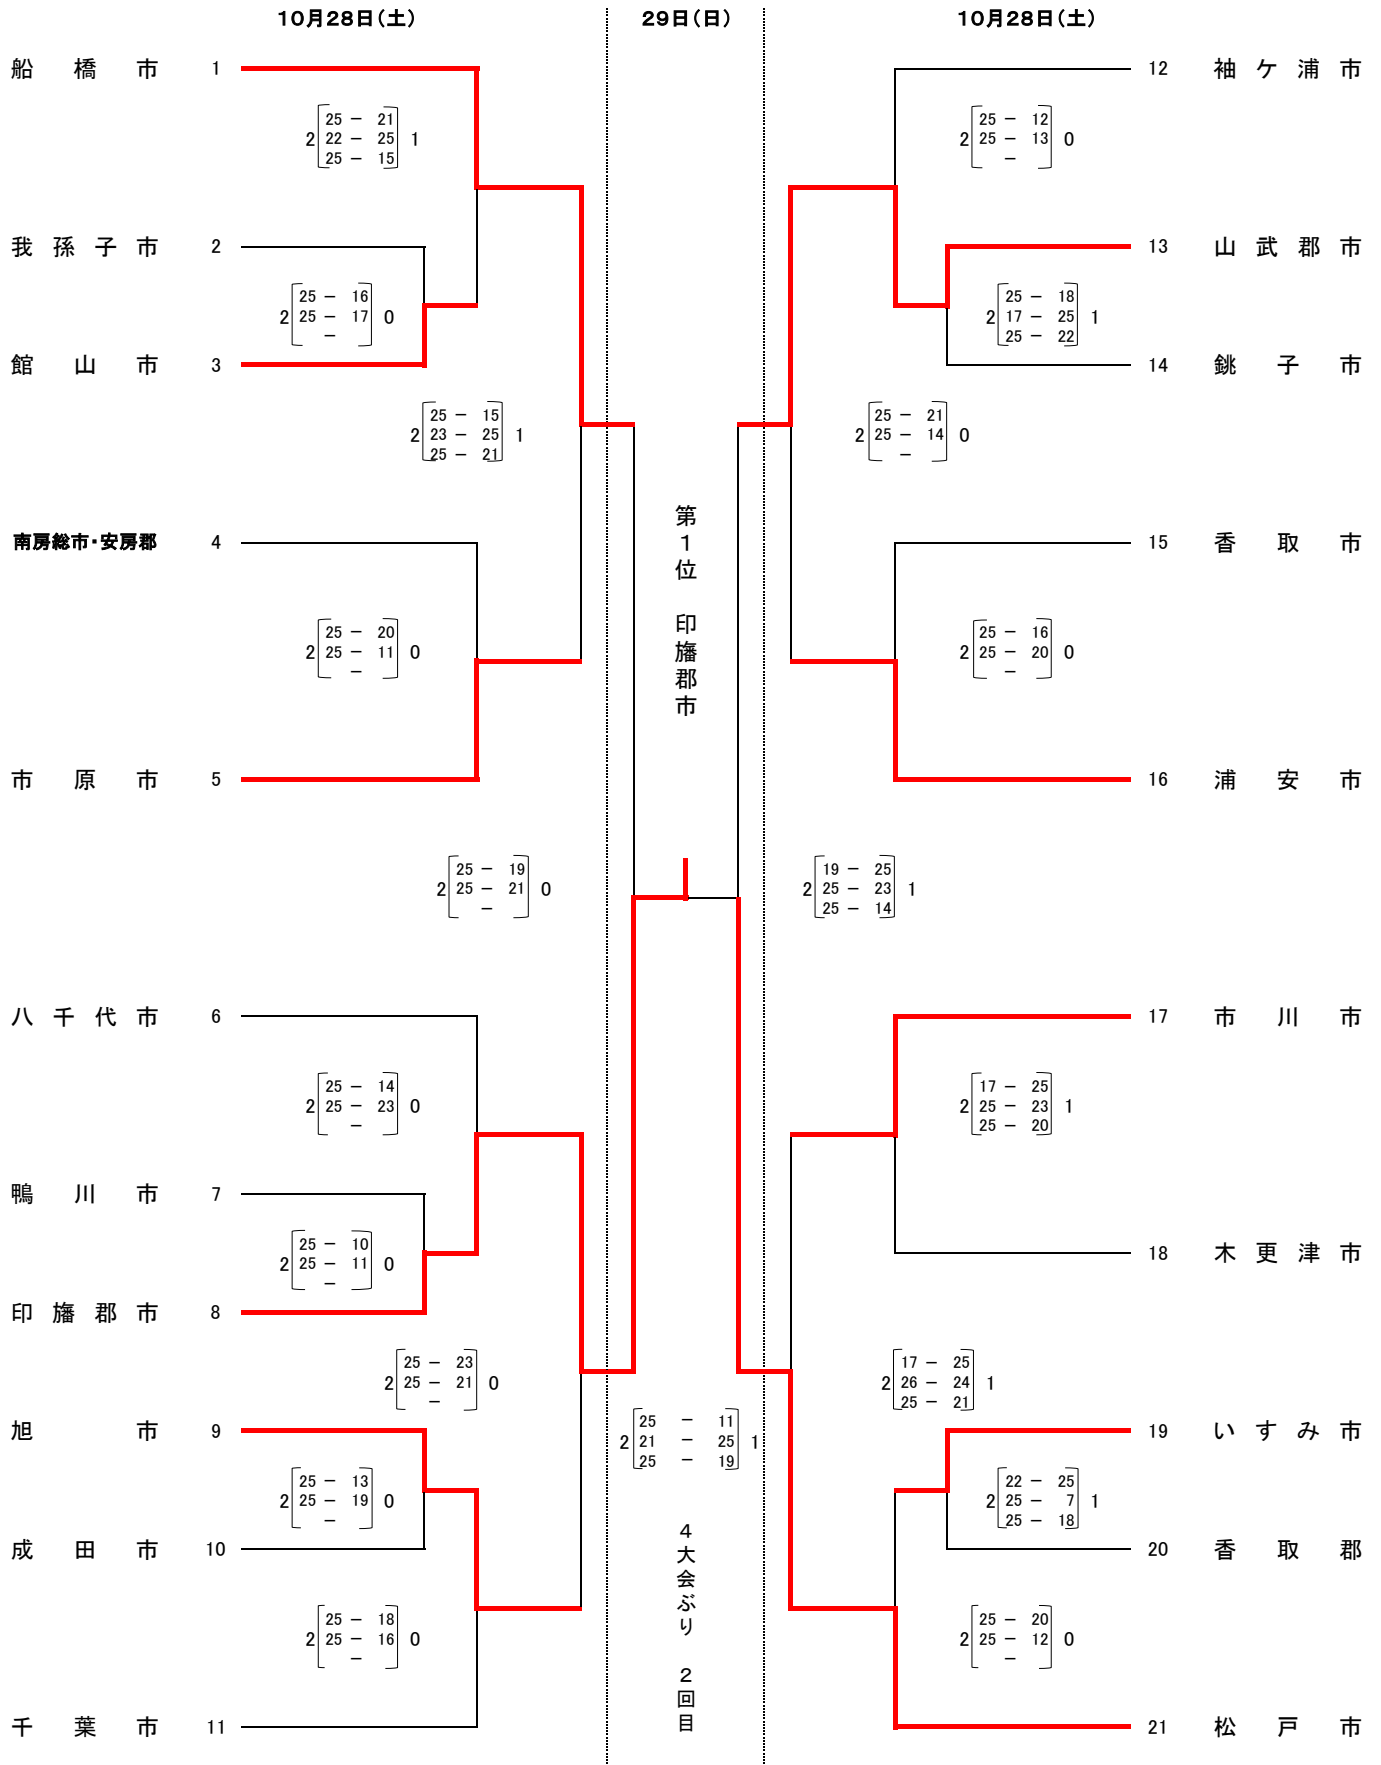 10月28日(土)
29日(日)
10月28日(土)
船橋市 1
2 25 － 21 1
22 － 25
25 － 15
我孫子市 2
2 25 － 16 0
25 － 17
－
館山市 3
2 25 － 15 1
23 － 25
25 － 21
南房総市・安房郡 4
2 25 － 20 0
25 － 11
－
市原市 5
2 25 － 19 0
25 － 21
－
八千代市 6
2 25 － 14 0
25 － 23
－
鴨川市 7
2 25 － 10 0
25 － 11
－
印旛郡市 8
2 25 － 23 0
25 － 21
－
旭市 9
2 25 － 13 0
25 － 19
－
成田市 10
2 25 － 18 0
25 － 16
－
千葉市 11
第1位 印旛郡市
2 25 － 11 1
21 － 25
25 － 19
4大会ぶり 2回目
12 袖ケ浦市
2 25 － 12 0
25 － 13
－
13 山武郡市
2 25 － 18 1
17 － 25
25 － 22
14 銚子市
2 25 － 21 0
25 － 14
－
15 香取市
2 25 － 16 0
25 － 20
－
16 浦安市
2 19 － 25 1
25 － 23
25 － 14
17 市川市
2 17 － 25 1
25 － 23
25 － 20
18 木更津市
2 17 － 25 1
26 － 24
25 － 21
19 いすみ市
2 22 － 25 1
25 － 7
25 － 18
20 香取郡
2 25 － 20 0
25 － 12
－
21 松戸市